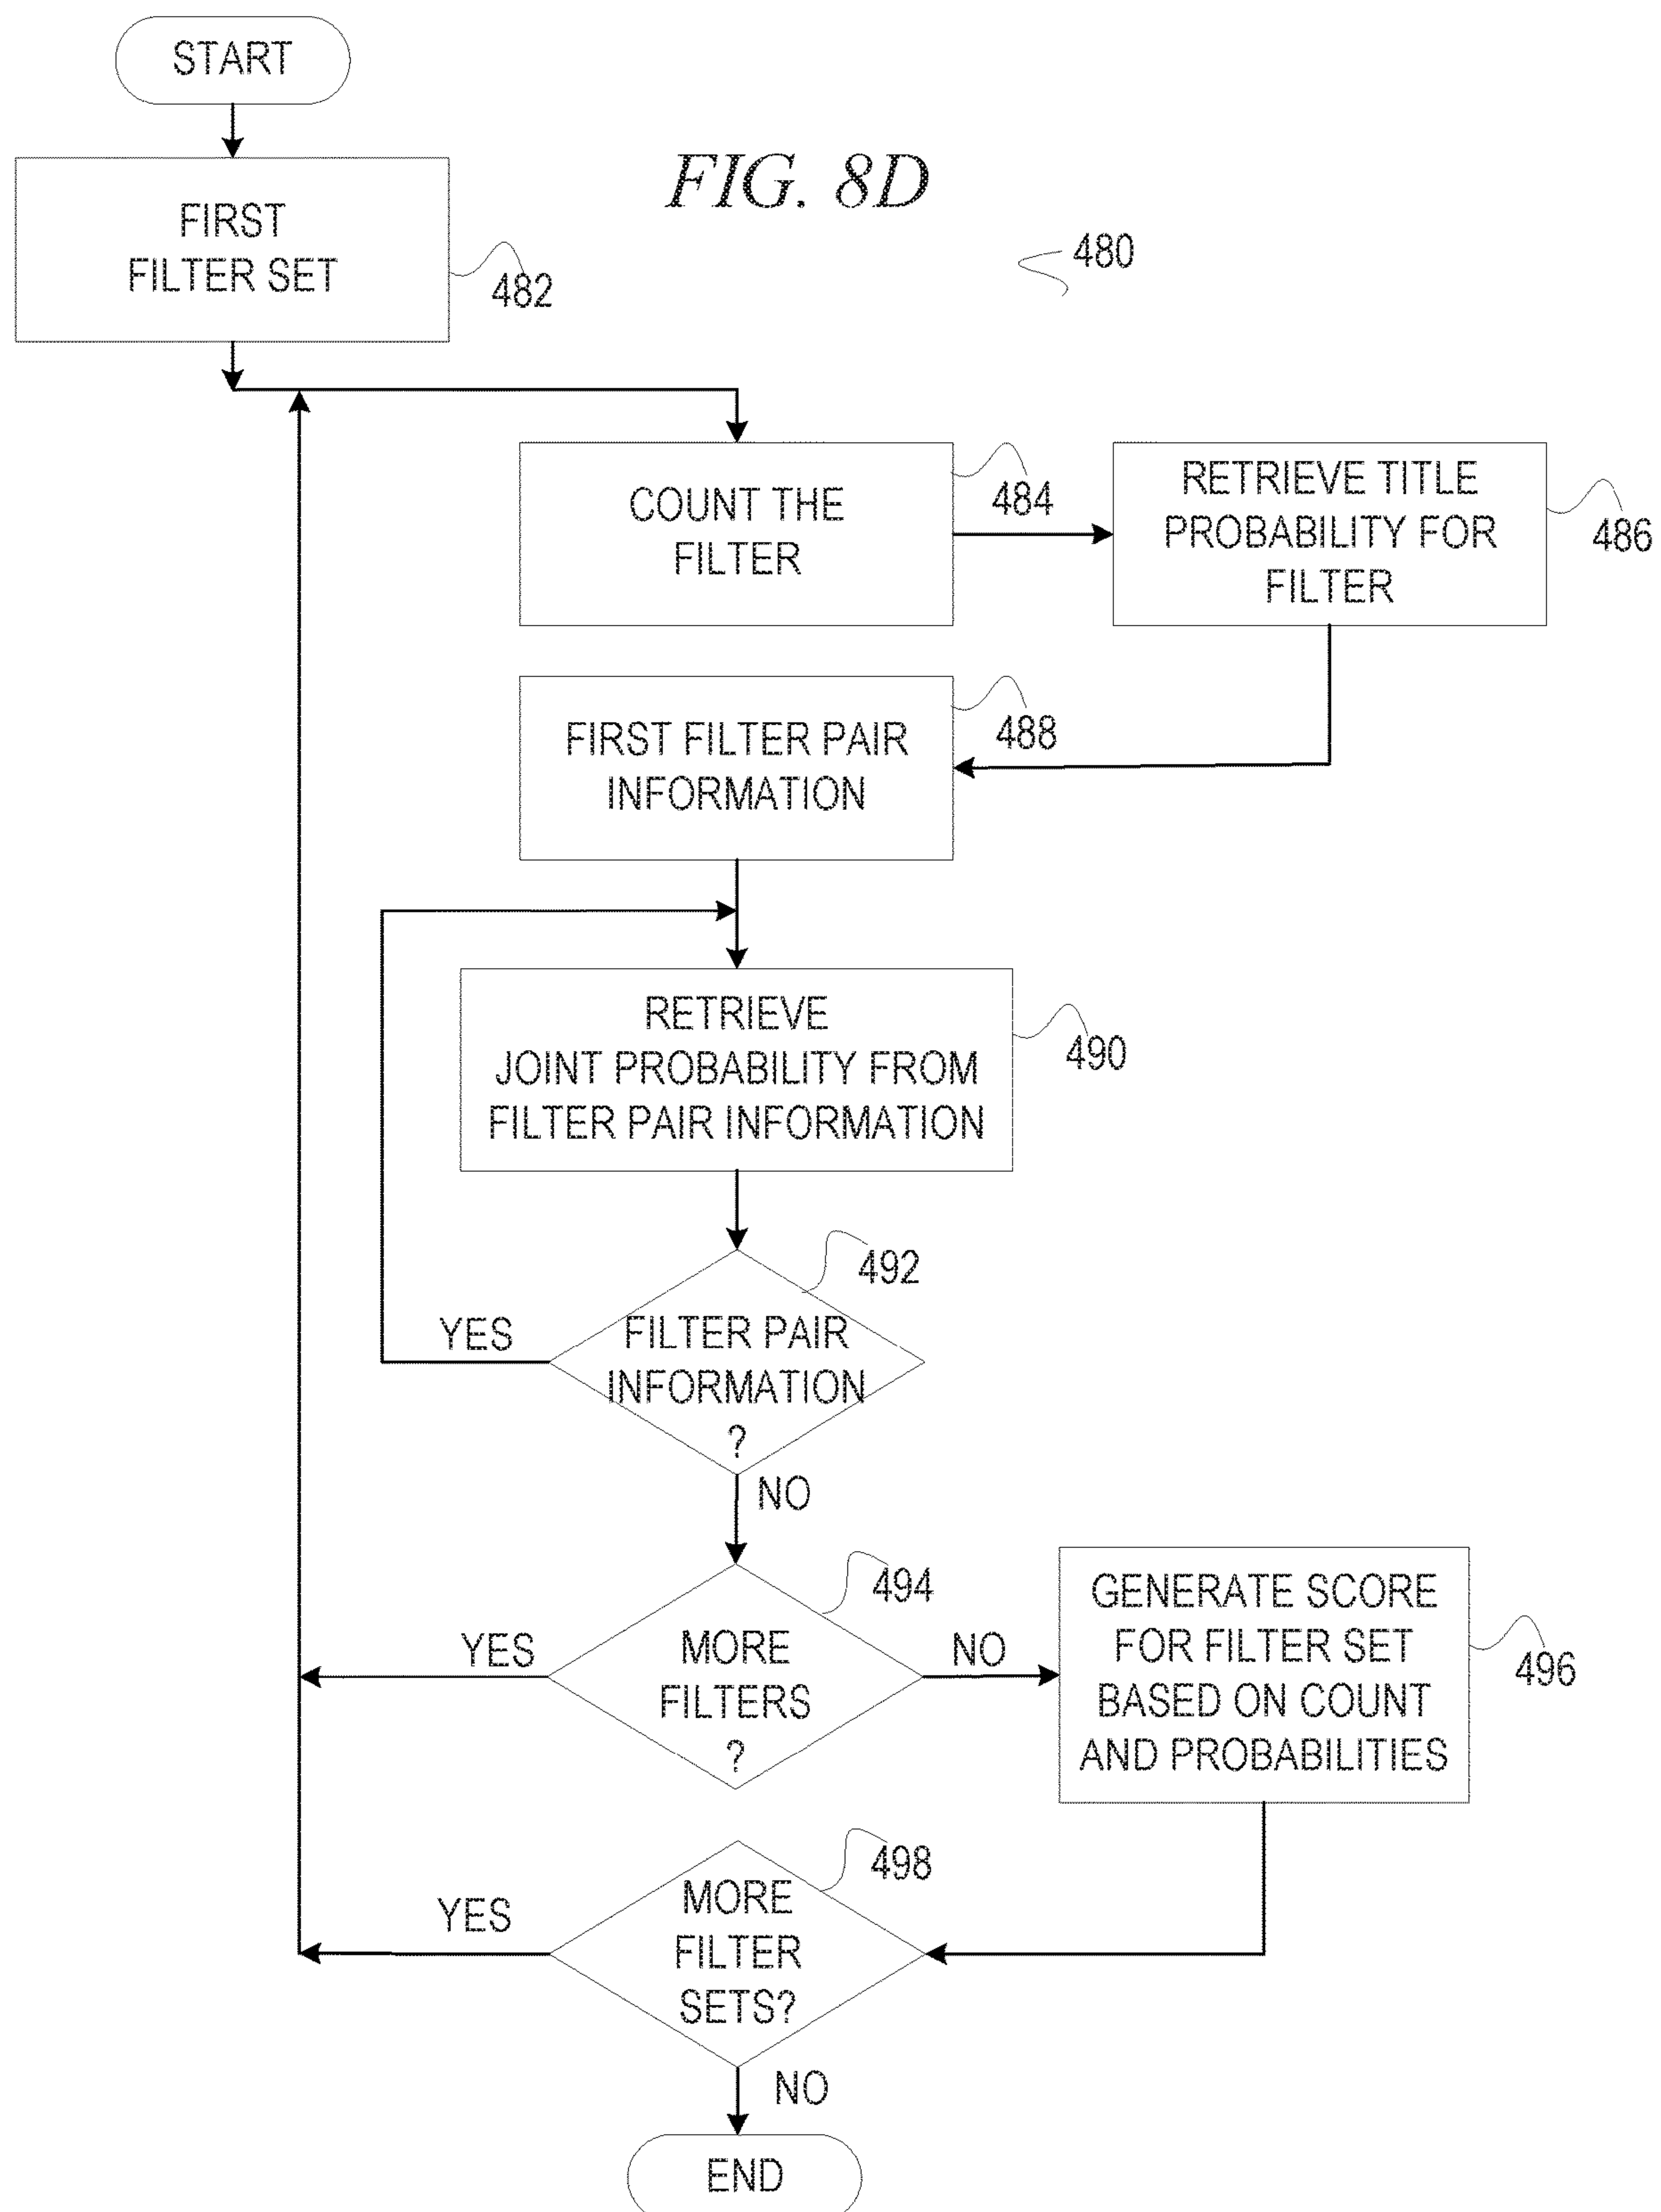 START
FIG. 8D
480
FIRST
FILTER SET
482
COUNT THE
FILTER
484
RETRIEVE TITLE
PROBABILITY FOR
FILTER
486
FIRST FILTER PAIR
INFORMATION
488
RETRIEVE
JOINT PROBABILITY FROM
FILTER PAIR INFORMATION
490
492
FILTER PAIR
INFORMATION
?
YES
NO
494
MORE
FILTERS
?
YES
NO
GENERATE SCORE
FOR FILTER SET
BASED ON COUNT
AND PROBABILITIES
496
498
MORE
FILTER
SETS?
YES
NO
END